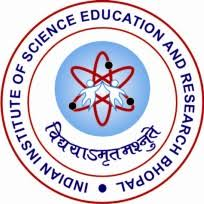 INDIAN INSTITUTE OF SCIENCE EDUCATION AND RESEARCH BHOPAL
विद्ययाऽमृतमश्नुते